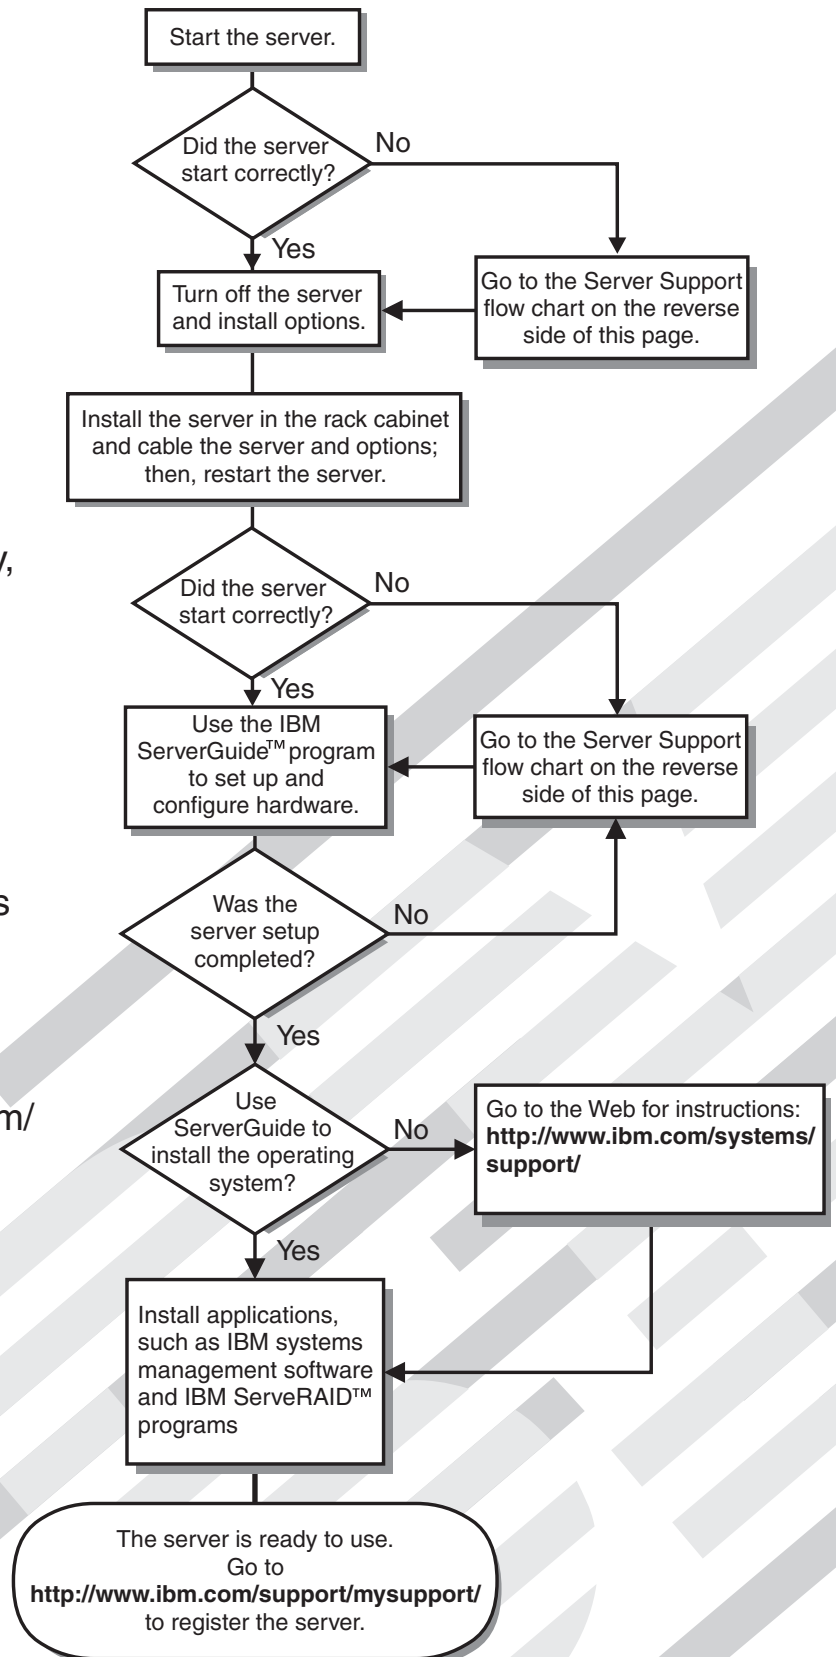 Start the server.
Did the server
start correctly?
No
Yes
Turn off the server
and install options.
Go to the Server Support
flow chart on the reverse
side of this page.
Install the server in the rack cabinet
and cable the server and options;
then, restart the server.
y,
Did the server
start correctly?
No
Yes
Use the IBM
ServerGuide™ program
to set up and
configure hardware.
Go to the Server Support
flow chart on the reverse
side of this page.
s
Was the
server setup
completed?
No
Yes
m/
Use
ServerGuide to
install the operating
system?
No
Go to the Web for instructions:
http://www.ibm.com/systems/
support/
Yes
Install applications,
such as IBM systems
management software
and IBM ServeRAID™
programs
The server is ready to use.
Go to
http://www.ibm.com/support/mysupport/
to register the server.